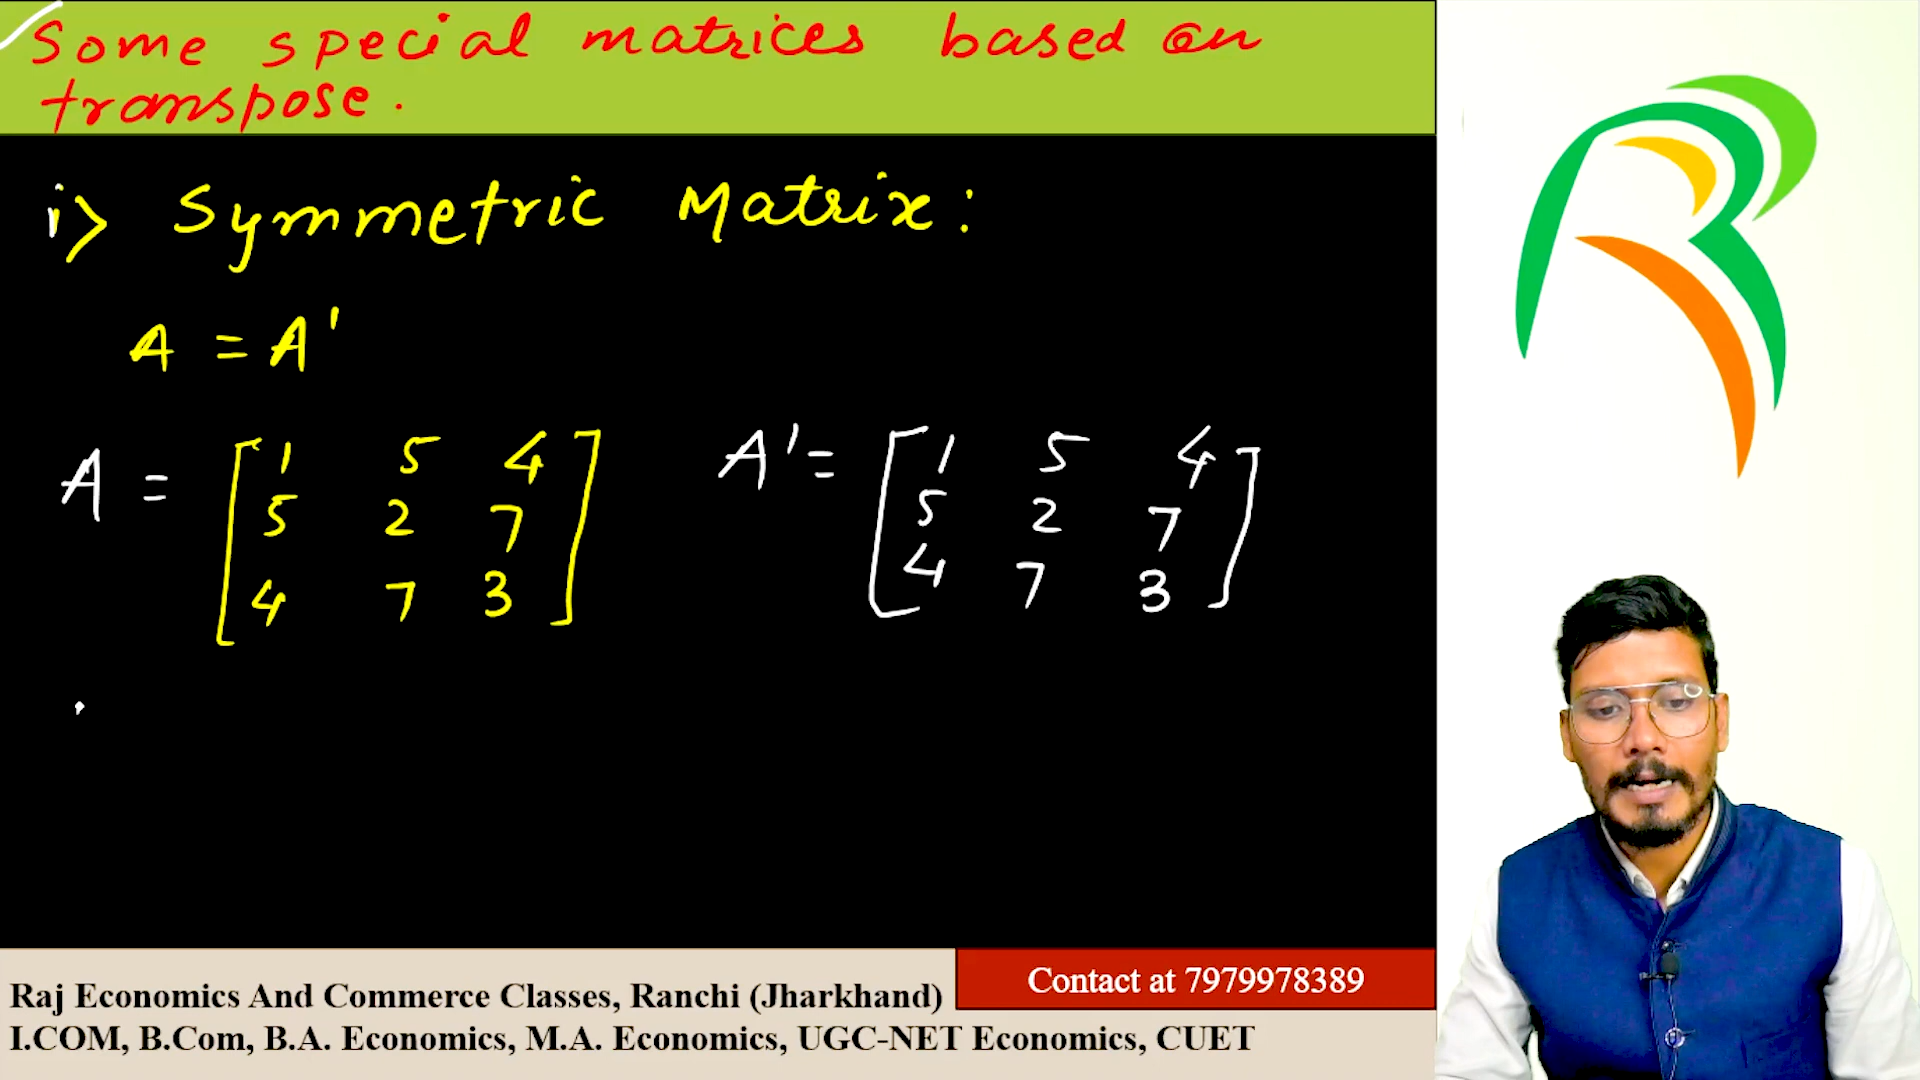 Some special matrices based on
transpose.
i> Symmetric Matrix:
A = A'
A = [1 5 4
5 2 7
4 7 3]
A' = [1 5 4
5 2 7
4 7 3]
Raj Economics And Commerce Classes, Ranchi (Jharkhand)
Contact at 7979978389
I.COM, B.Com, B.A. Economics, M.A. Economics, UGC-NET Economics, CUET